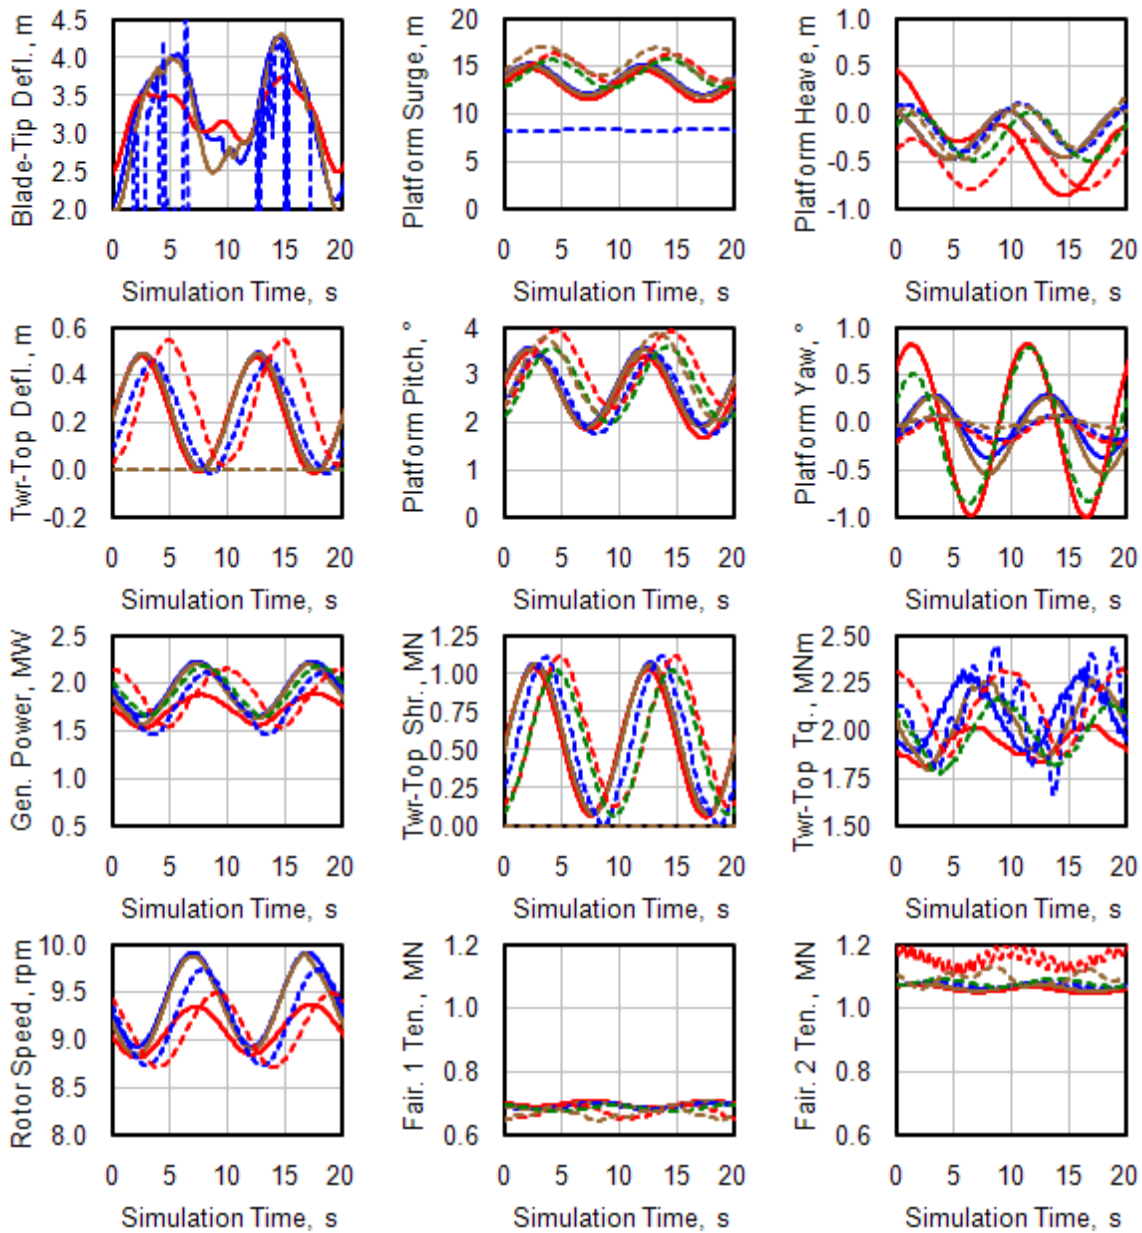 Blade-Tip Defl., m
4.5
4.0
3.5
3.0
2.5
2.0
0 5 10 15 20
Simulation Time, s
Platform Surge, m
20
15
10
5
0
0 5 10 15 20
Simulation Time, s
Platform Heave, m
1.0
0.5
0.0
-0.5
-1.0
0 5 10 15 20
Simulation Time, s
Twr-Top Defl., m
0.6
0.4
0.2
0.0
-0.2
0 5 10 15 20
Simulation Time, s
Platform Pitch, °
4
3
2
1
0
0 5 10 15 20
Simulation Time, s
Platform Yaw, °
1.0
0.5
0.0
-0.5
-1.0
0 5 10 15 20
Simulation Time, s
Gen. Power, MW
2.5
2.0
1.5
1.0
0.5
0 5 10 15 20
Simulation Time, s
Twr-Top Shr., MN
1.25
1.00
0.75
0.50
0.25
0.00
0 5 10 15 20
Simulation Time, s
Twr-Top Tq., MNm
2.50
2.25
2.00
1.75
1.50
0 5 10 15 20
Simulation Time, s
Rotor Speed, rpm
10.0
9.5
9.0
8.5
8.0
0 5 10 15 20
Simulation Time, s
Fair. 1 Ten., MN
1.2
1.0
0.8
0.6
0 5 10 15 20
Simulation Time, s
Fair. 2 Ten., MN
1.2
1.0
0.8
0.6
0 5 10 15 20
Simulation Time, s